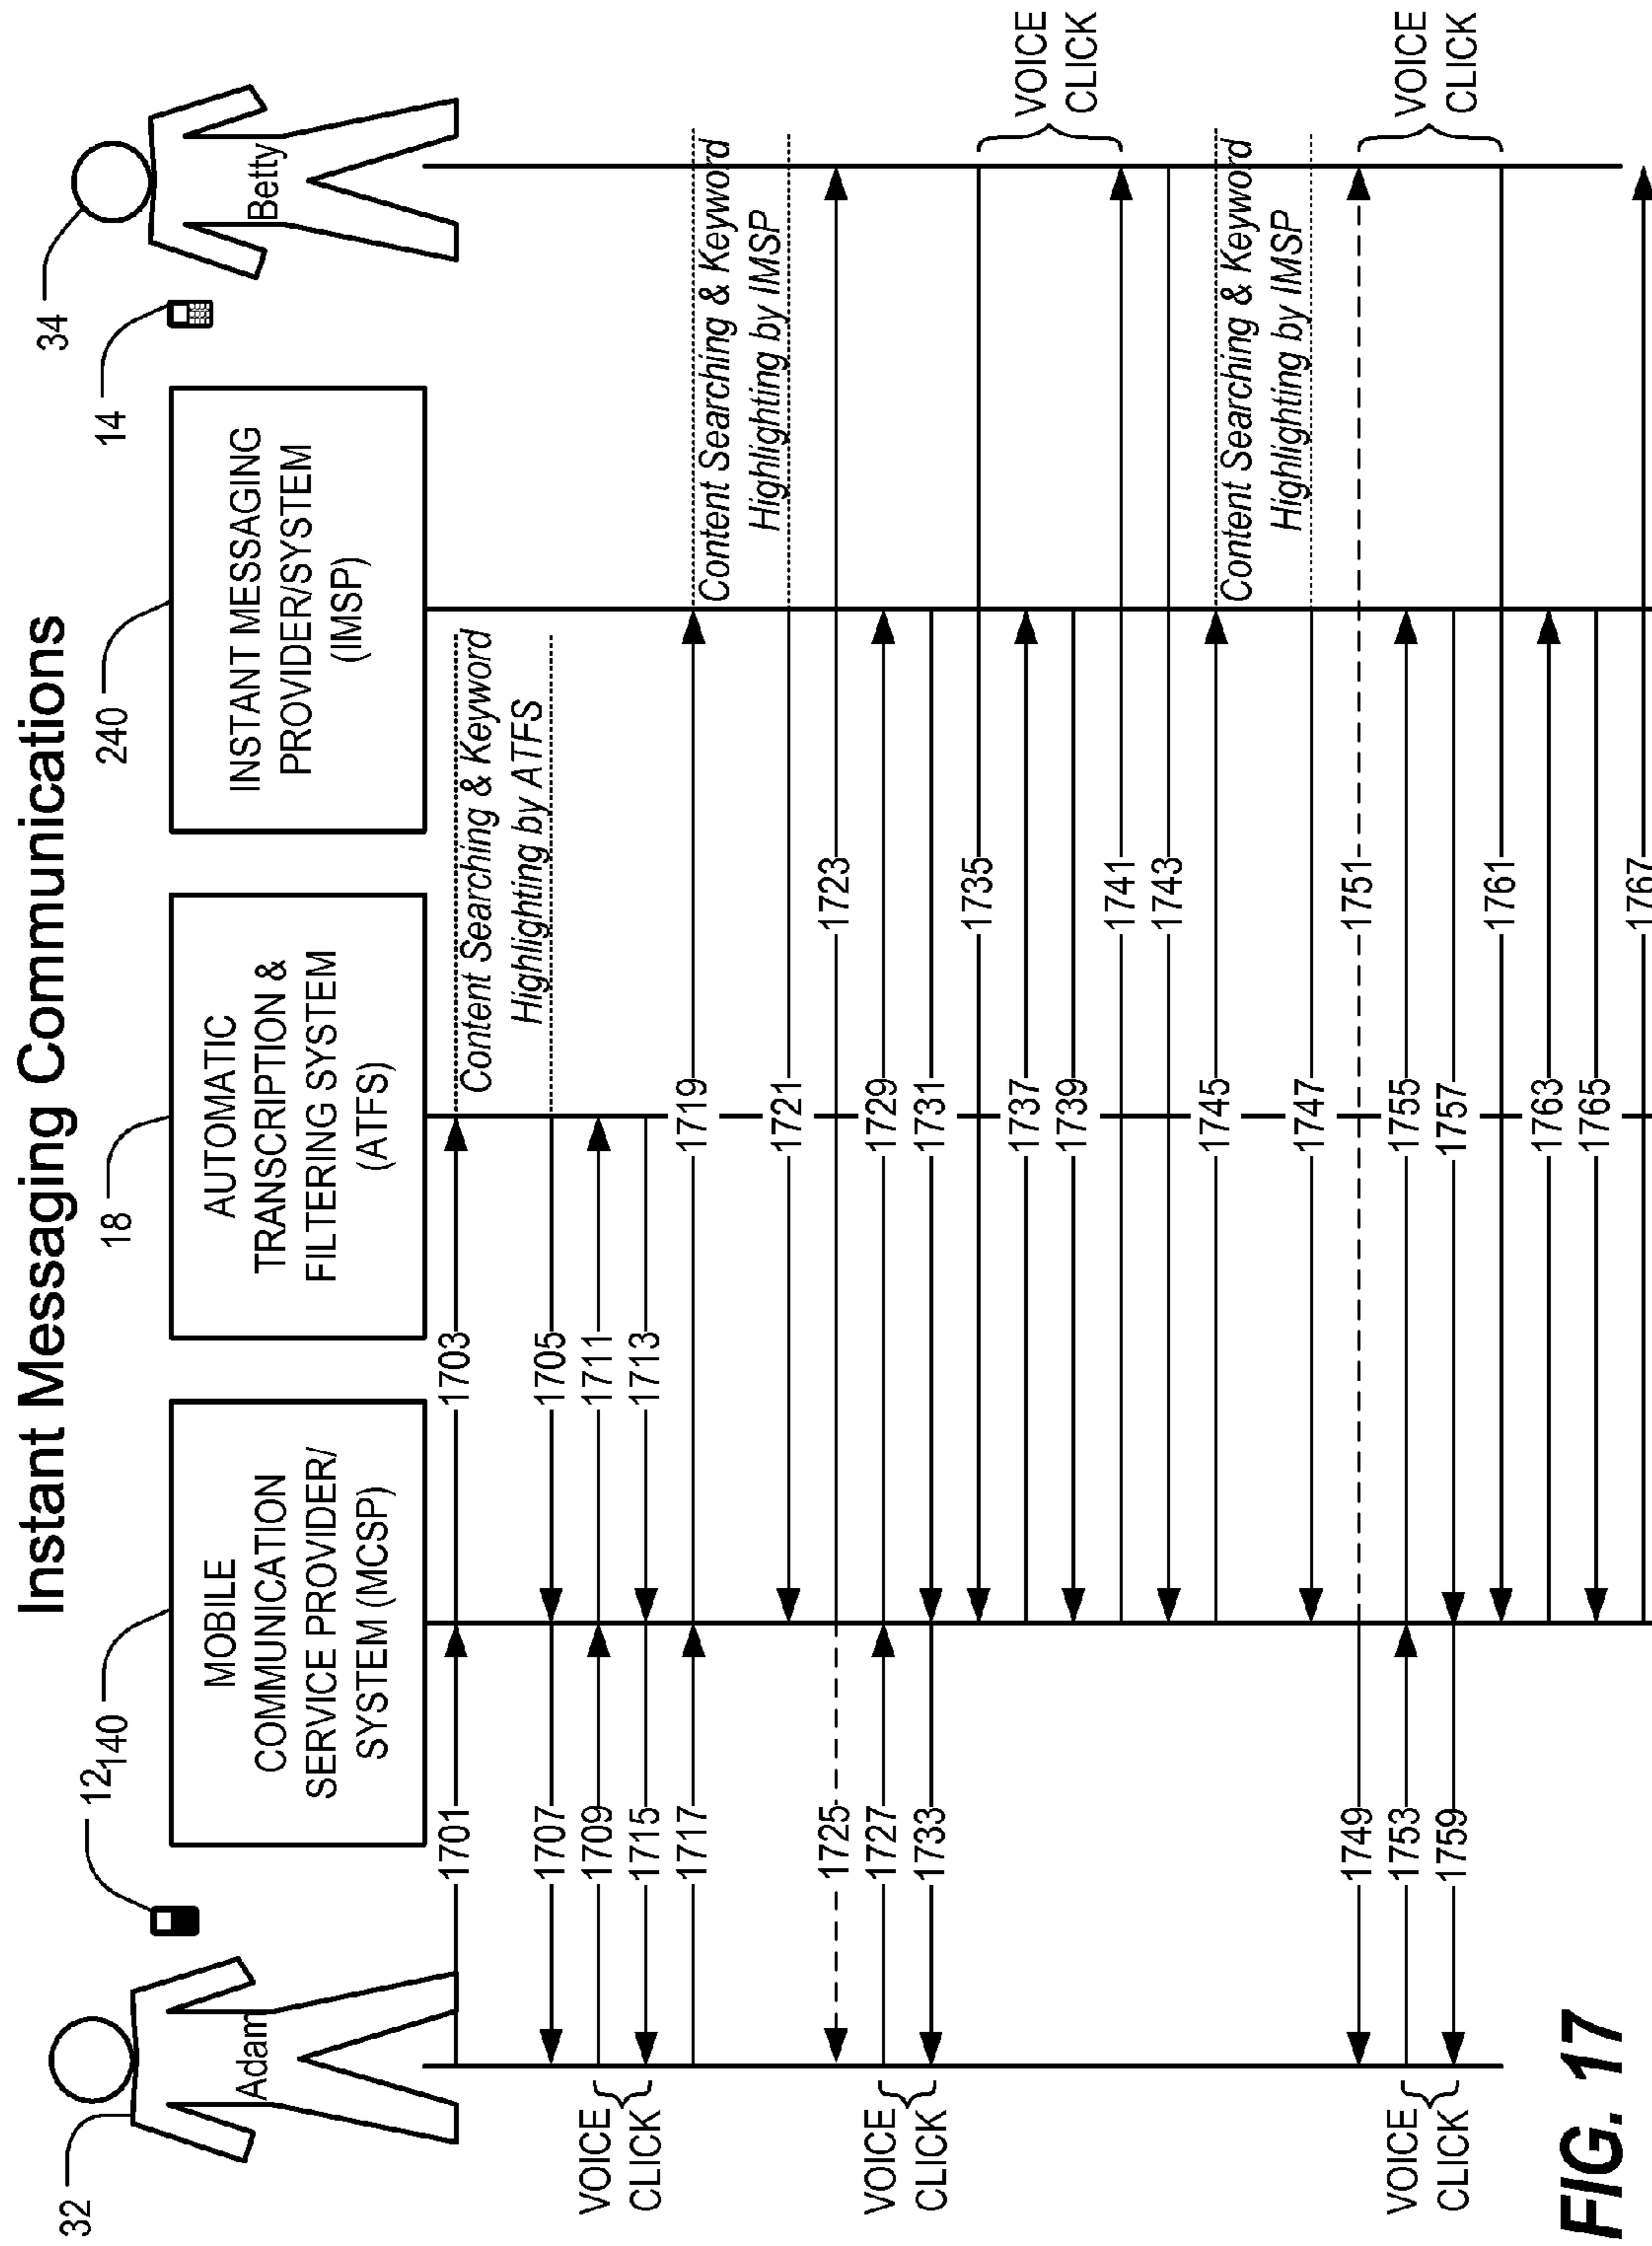 Instant Messaging Communications
32
12
140
18
240
14
34
Adam
MOBILE
COMMUNICATION
SERVICE PROVIDER/
SYSTEM (MCSP)
AUTOMATIC
TRANSCRIPTION &
FILTERING SYSTEM
(ATFS)
INSTANT MESSAGING
PROVIDER/SYSTEM
(IMSP)
Betty
1701
1703
Content Searching & Keyword
Highlighting by ATFS
1705
1707
VOICE
CLICK
1709
1711
1713
1715
1717
1719
Content Searching & Keyword
Highlighting by IMSP
1721
1723
1725
VOICE
CLICK
1727
1729
1731
1733
1735
VOICE
CLICK
1737
1739
1741
1743
1745
Content Searching & Keyword
Highlighting by IMSP
1747
1749
1751
VOICE
CLICK
VOICE
CLICK
1753
1755
1757
1759
1761
1763
1765
1767
FIG. 17